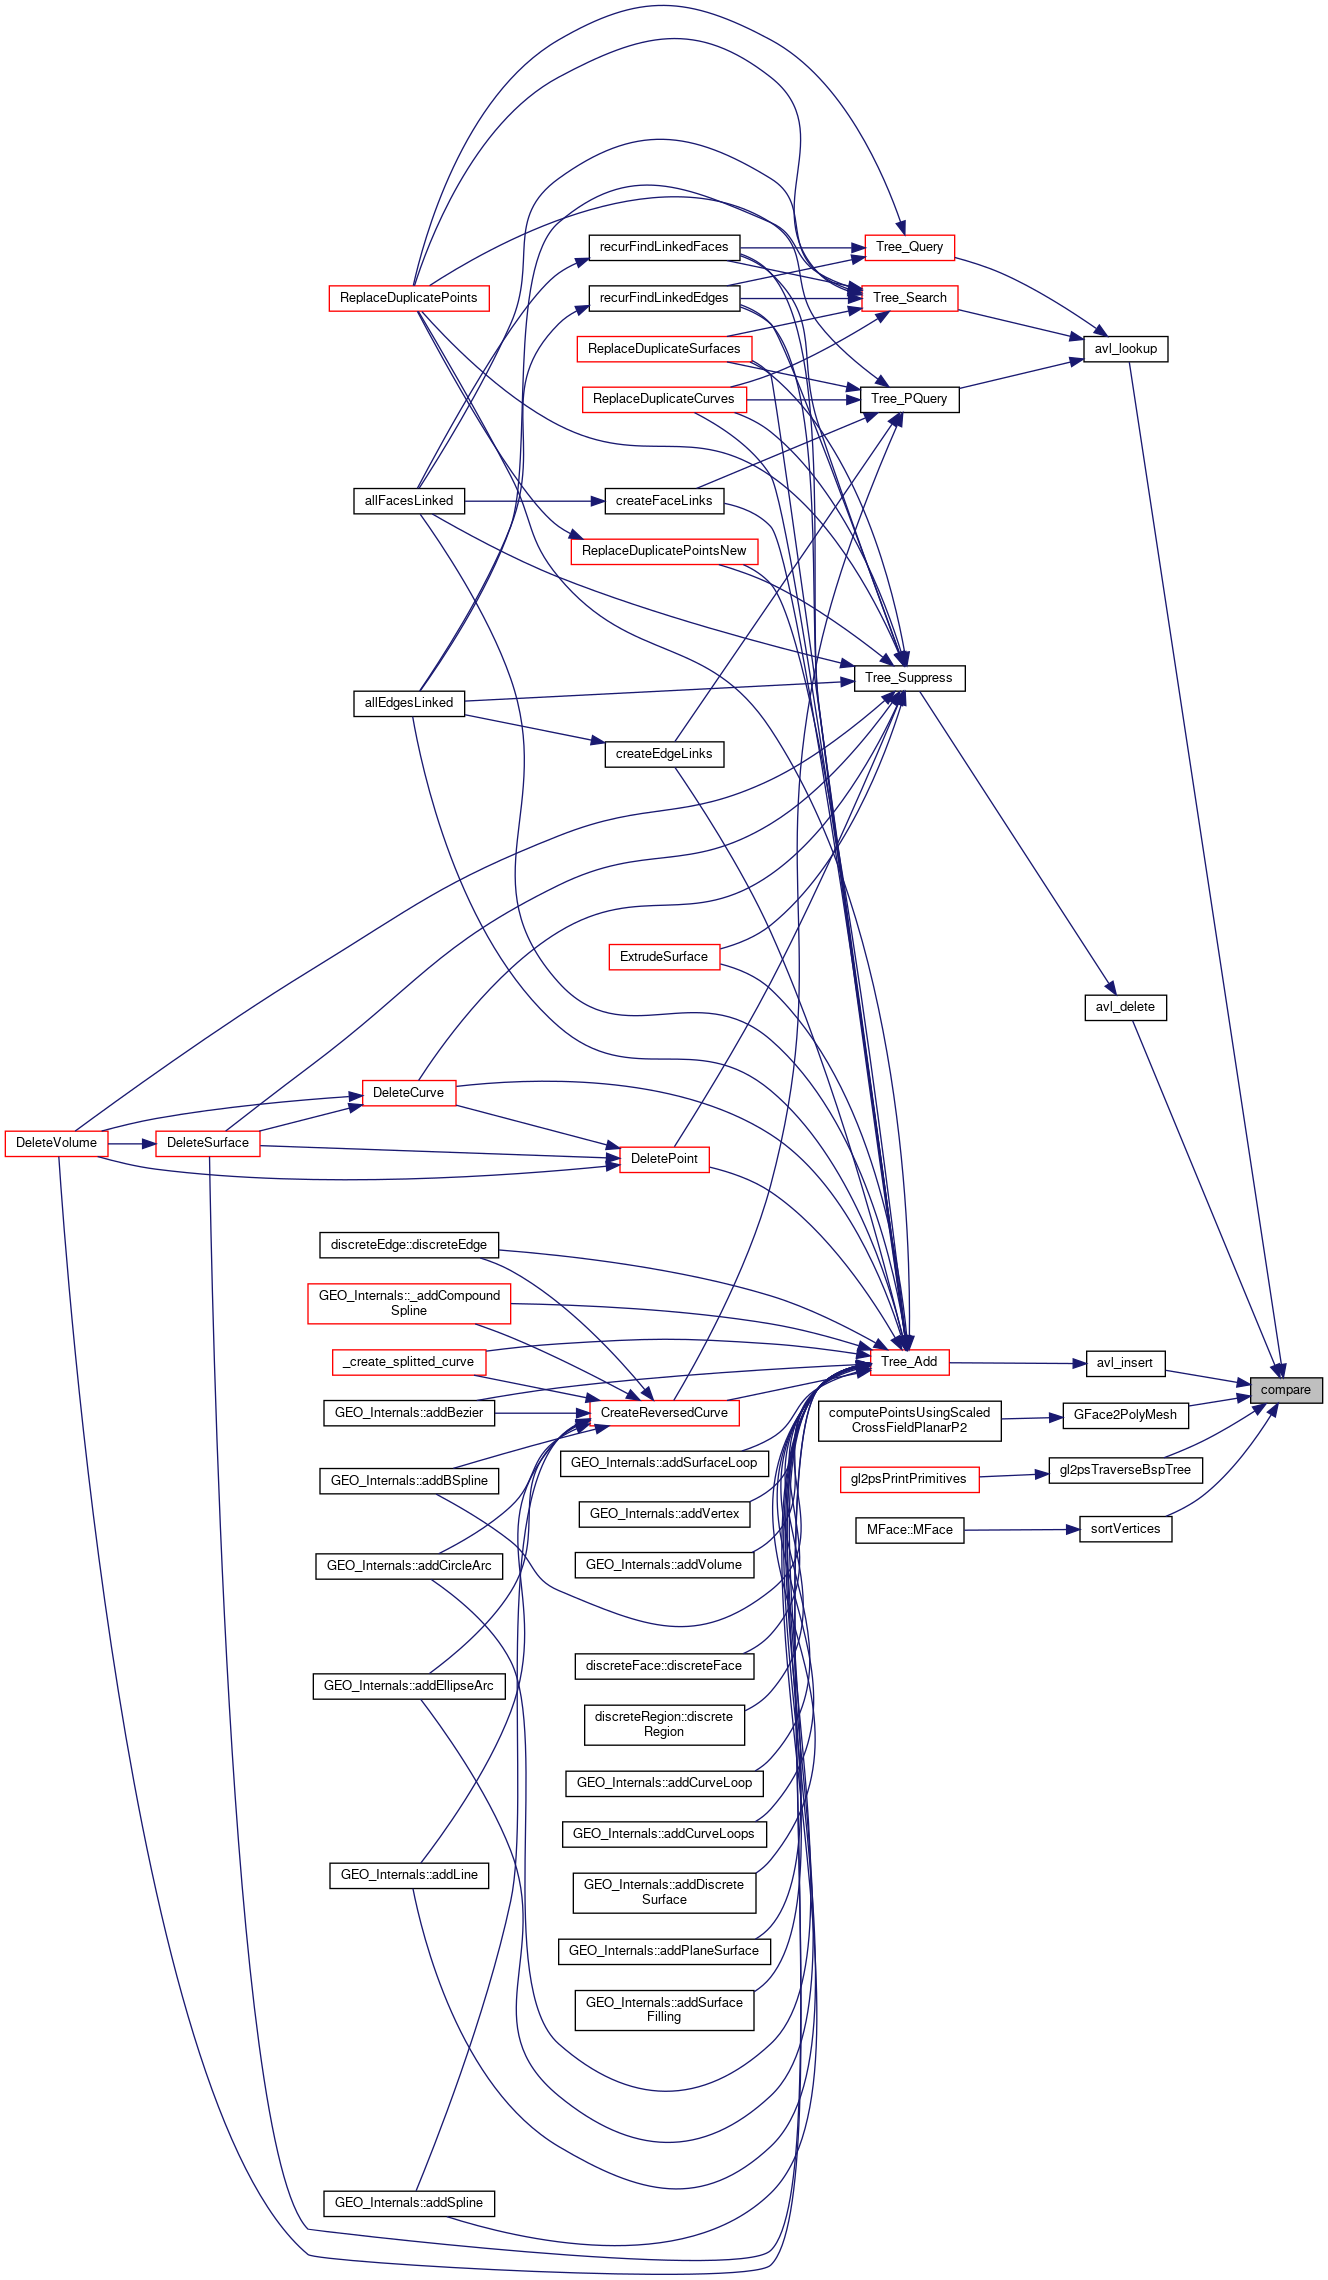 recurFindLinkedFaces
Tree_Query
recurFindLinkedEdges
ReplaceDuplicatePoints
Tree_Search
ReplaceDuplicateSurfaces
avl_lookup
ReplaceDuplicateCurves
Tree_PQuery
allFacesLinked
createFaceLinks
ReplaceDuplicatePointsNew
Tree_Suppress
allEdgesLinked
createEdgeLinks
ExtrudeSurface
avl_delete
DeleteCurve
DeleteVolume
DeleteSurface
DeletePoint
discreteEdge::discreteEdge
GEO_Internals::_addCompound
Spline
_create_splitted_curve
Tree_Add
avl_insert
compare
GEO_Internals::addBezier
CreateReversedCurve
computePointsUsingScaled
CrossFieldPlanarP2
GFace2PolyMesh
GEO_Internals::addSurfaceLoop
gl2psTraverseBspTree
GEO_Internals::addBSpline
gl2psPrintPrimitives
GEO_Internals::addVertex
MFace::MFace
sortVertices
GEO_Internals::addCircleArc
GEO_Internals::addVolume
discreteFace::discreteFace
GEO_Internals::addEllipseArc
discreteRegion::discrete
Region
GEO_Internals::addCurveLoop
GEO_Internals::addCurveLoops
GEO_Internals::addLine
GEO_Internals::addDiscrete
Surface
GEO_Internals::addPlaneSurface
GEO_Internals::addSurface
Filling
GEO_Internals::addSpline